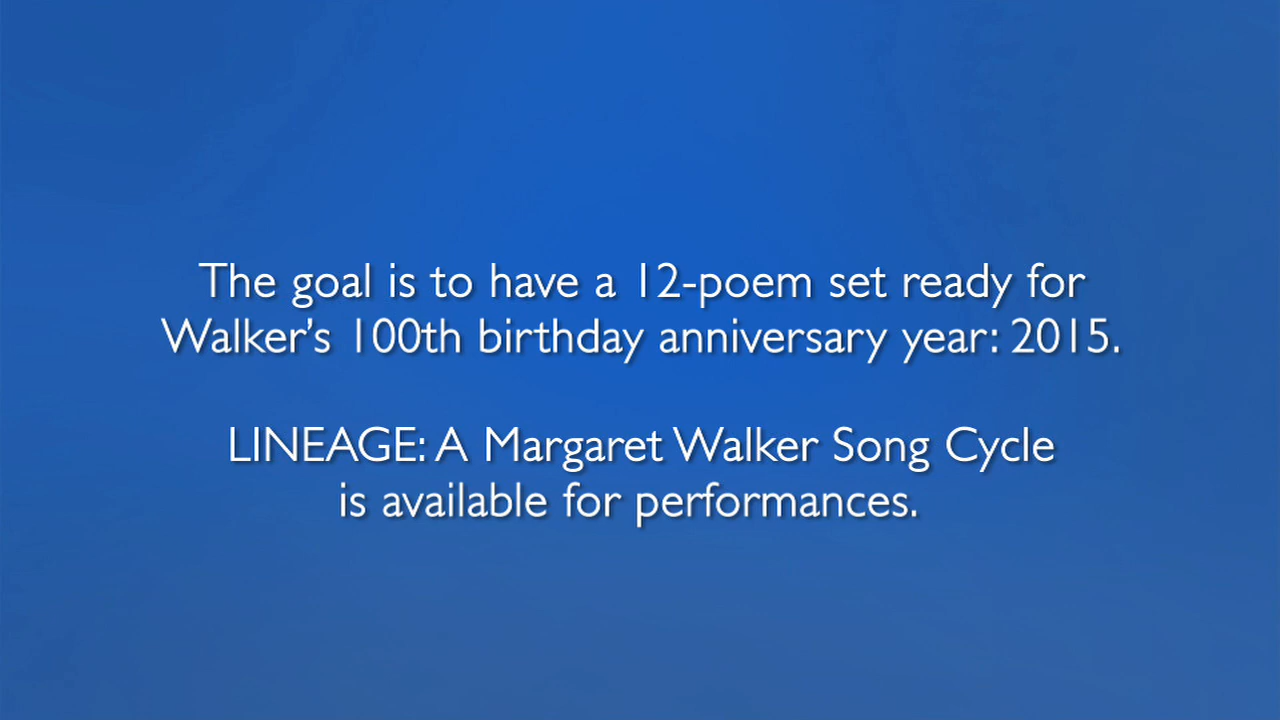 The goal is to have a 12-poem set ready for
Walker’s 100th birthday anniversary year: 2015.
LINEAGE: A Margaret Walker Song Cycle
is available for performances.